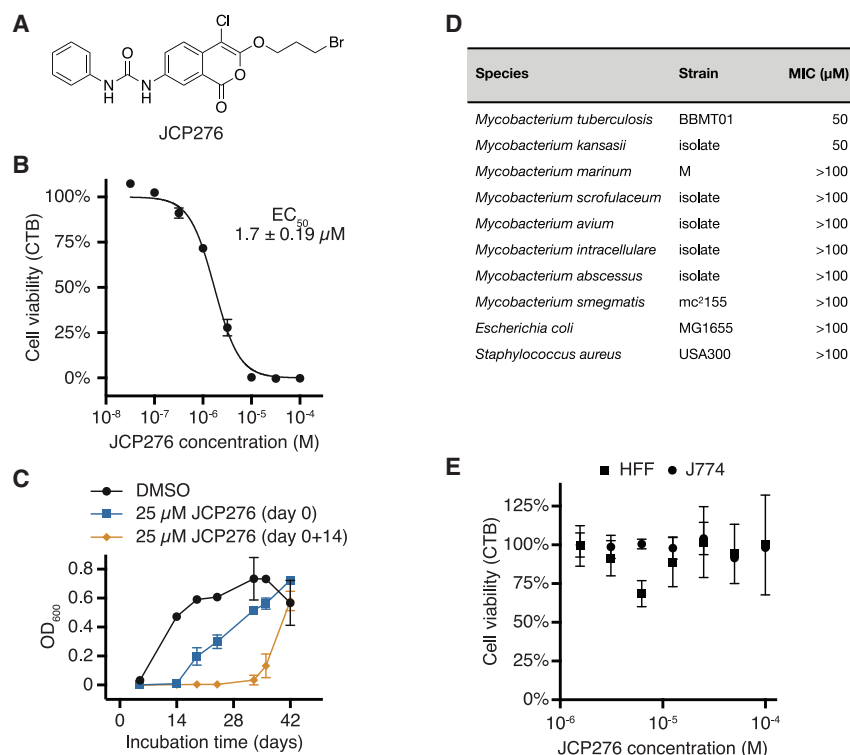 A
Cl
O
Br
O
N
H
N
H
O
O
JCP276
B
100%
75%
50%
25%
0%
Cell viability (CTB)
EC50
1.7 ± 0.19 µM
10-8
10-7
10-6
10-5
10-4
JCP276 concentration (M)
C
DMSO
25 µM JCP276 (day 0)
25 µM JCP276 (day 0+14)
0.8
0.6
0.4
0.2
0
OD600
0
14
28
42
Incubation time (days)
D
Species Strain MIC (µM)
Mycobacterium tuberculosis BBMT01 50
Mycobacterium kansasii isolate 50
Mycobacterium marinum M >100
Mycobacterium scrofulaceum isolate >100
Mycobacterium avium isolate >100
Mycobacterium intracellulare isolate >100
Mycobacterium abscessus isolate >100
Mycobacterium smegmatis mc²155 >100
Escherichia coli MG1655 >100
Staphylococcus aureus USA300 >100
E
HFF J774
125%
100%
75%
50%
25%
0%
Cell viability (CTB)
10-6
10-5
10-4
JCP276 concentration (M)